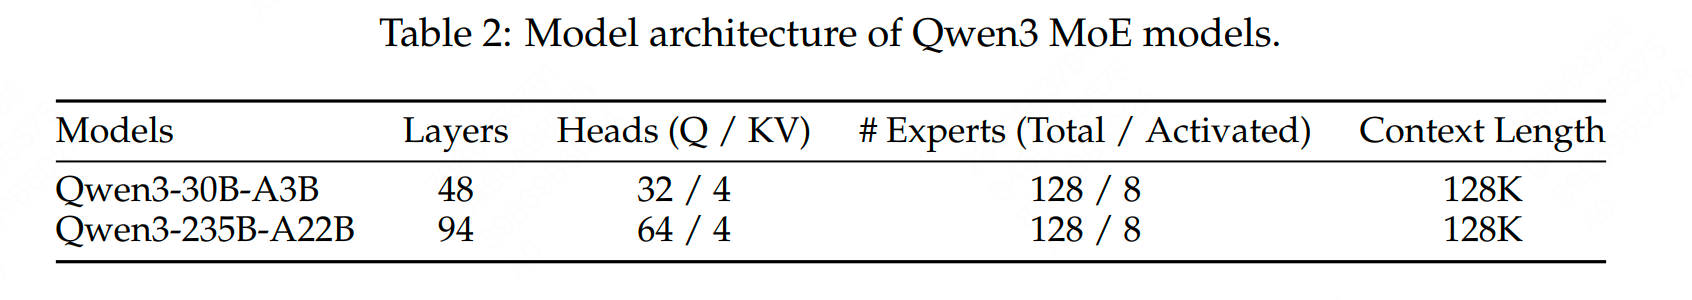 Table 2: Model architecture of Qwen3 MoE models.
Models Layers Heads (Q / KV) # Experts (Total / Activated) Context Length
Qwen3-30B-A3B 48 32 / 4 128 / 8 128K
Qwen3-235B-A22B 94 64 / 4 128 / 8 128K